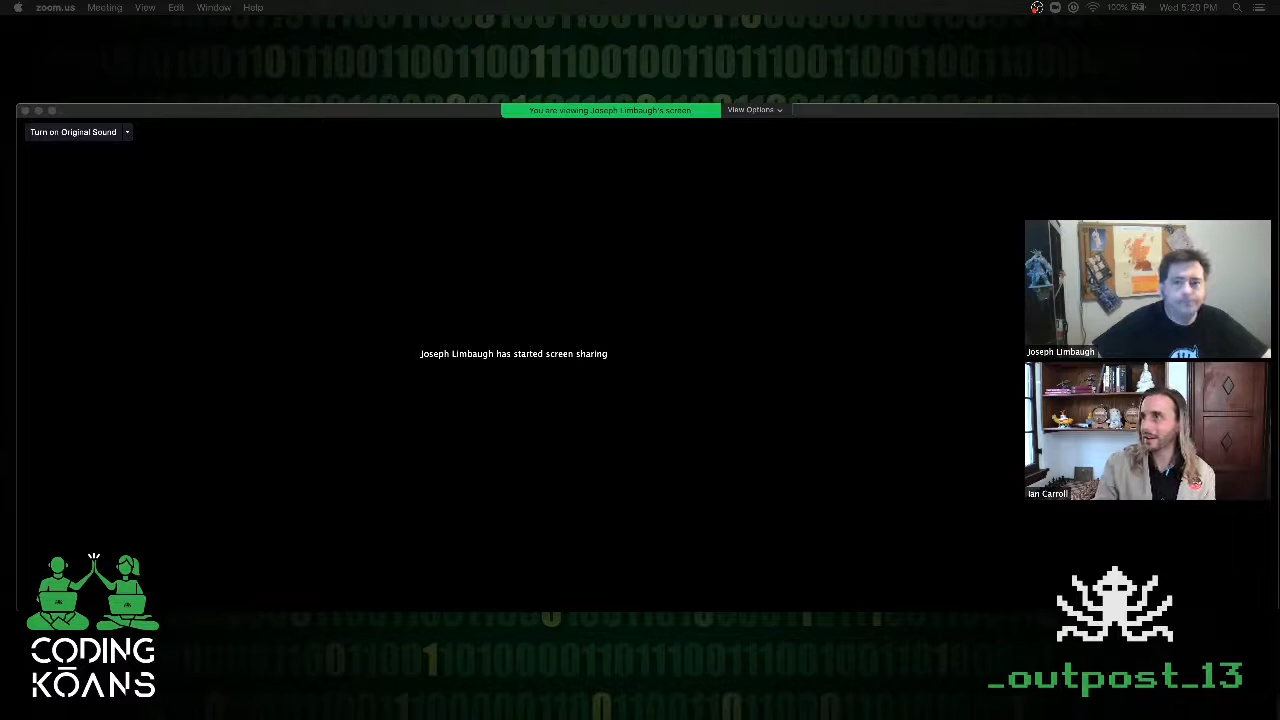 zoom.us Meeting View Edit Window Help 100% Wed 5:20 PM
You are viewing Joseph Limbaugh's screen View Options
Turn on Original Sound
Joseph Limbaugh has started screen sharing
Joseph Limbaugh
Ian Carroll
CODING
KŌANS
_outpost_13